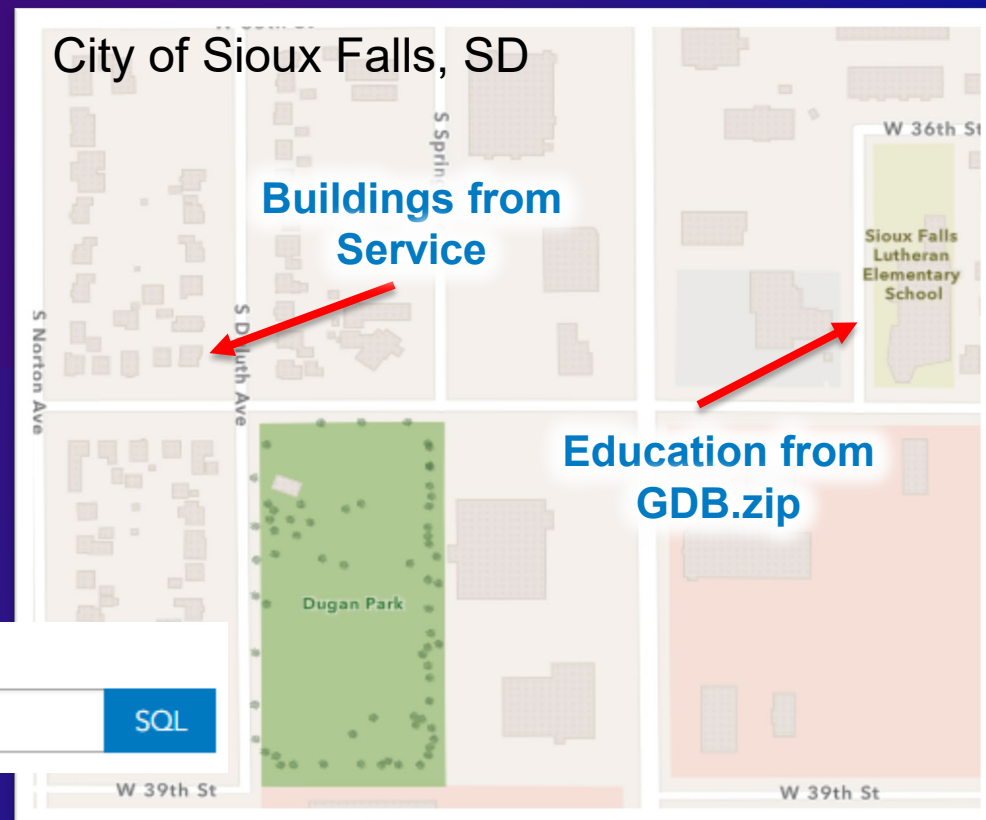 City of Sioux Falls, SD
W 36th St
Buildings from
Service
Sioux Falls
Lutheran
Elementary
School
S Norton Ave
S Duluth Ave
Education from
GDB.zip
Dugan Park
SQL
W 39th St
W 39th St